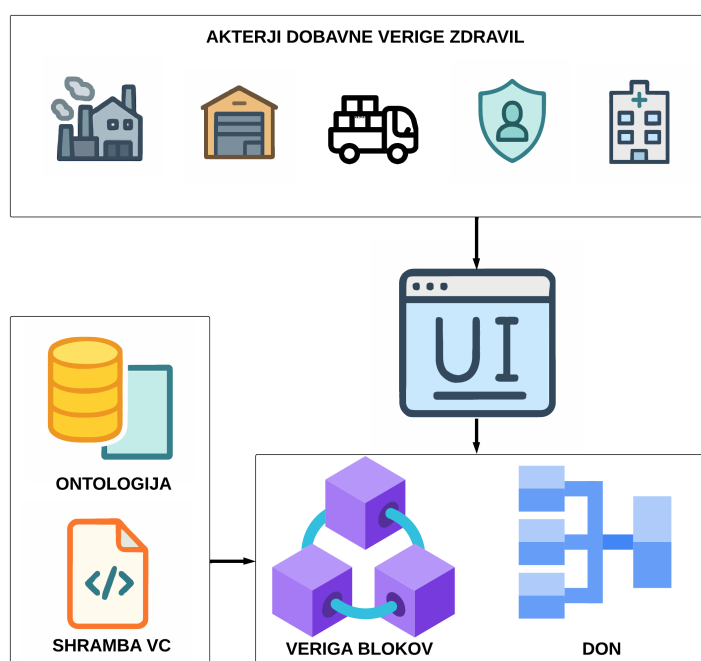 AKTERJI DOBAVNE VERIGE ZDRAVIL
UI
ONTOLOGIJA
</>
SHRAMBA VC
VERIGA BLOKOV
DON